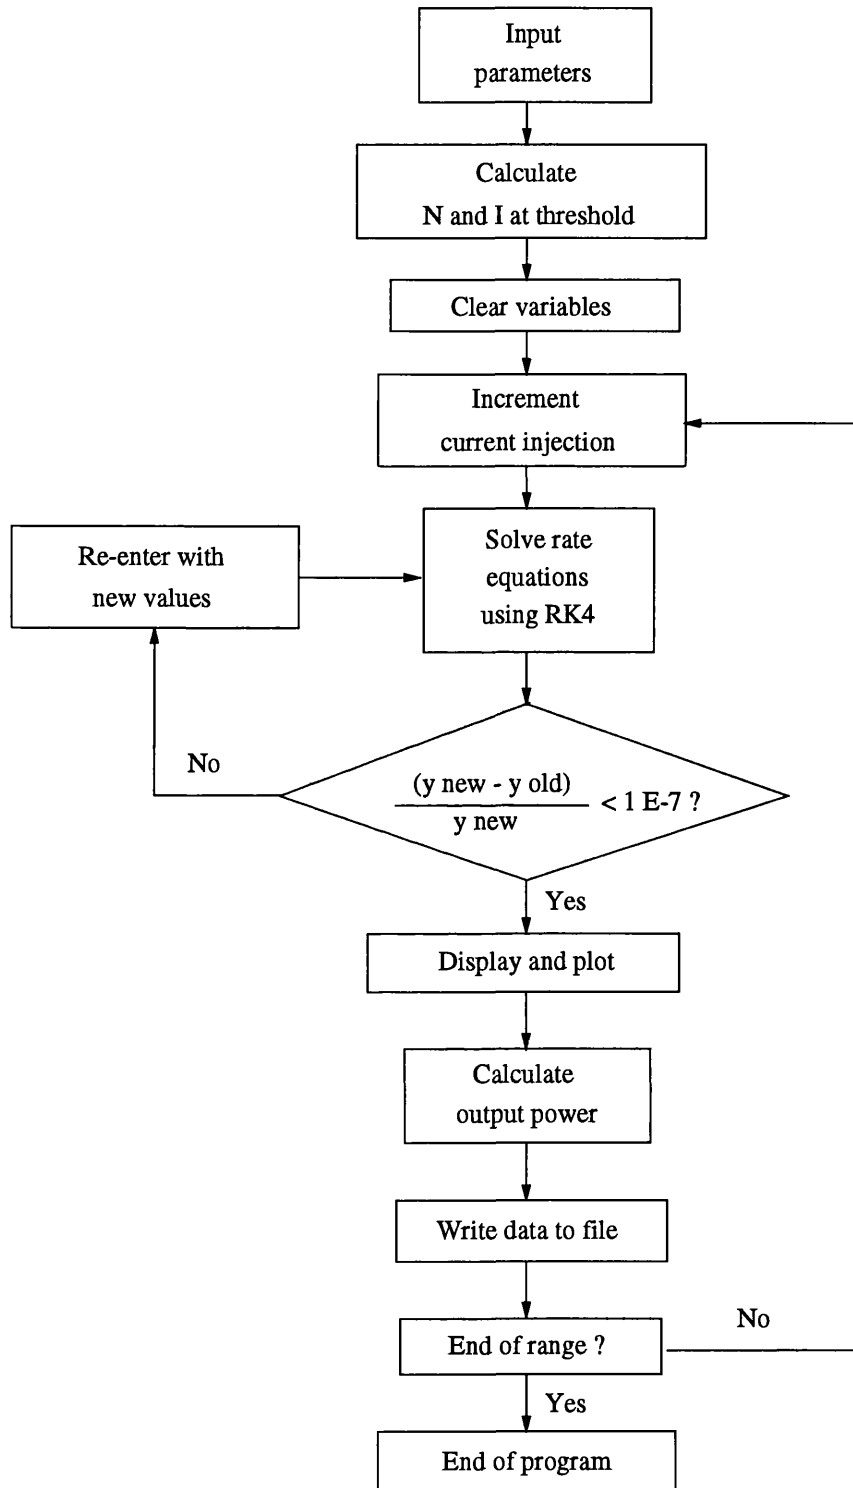 Input
parameters
Calculate
N and I at threshold
Clear variables
Increment
current injection
Solve rate
equations
using RK4
Re-enter with
new values
No
(y new - y old)
y new
< 1 E-7 ?
Yes
Display and plot
Calculate
output power
Write data to file
End of range ?
No
Yes
End of program